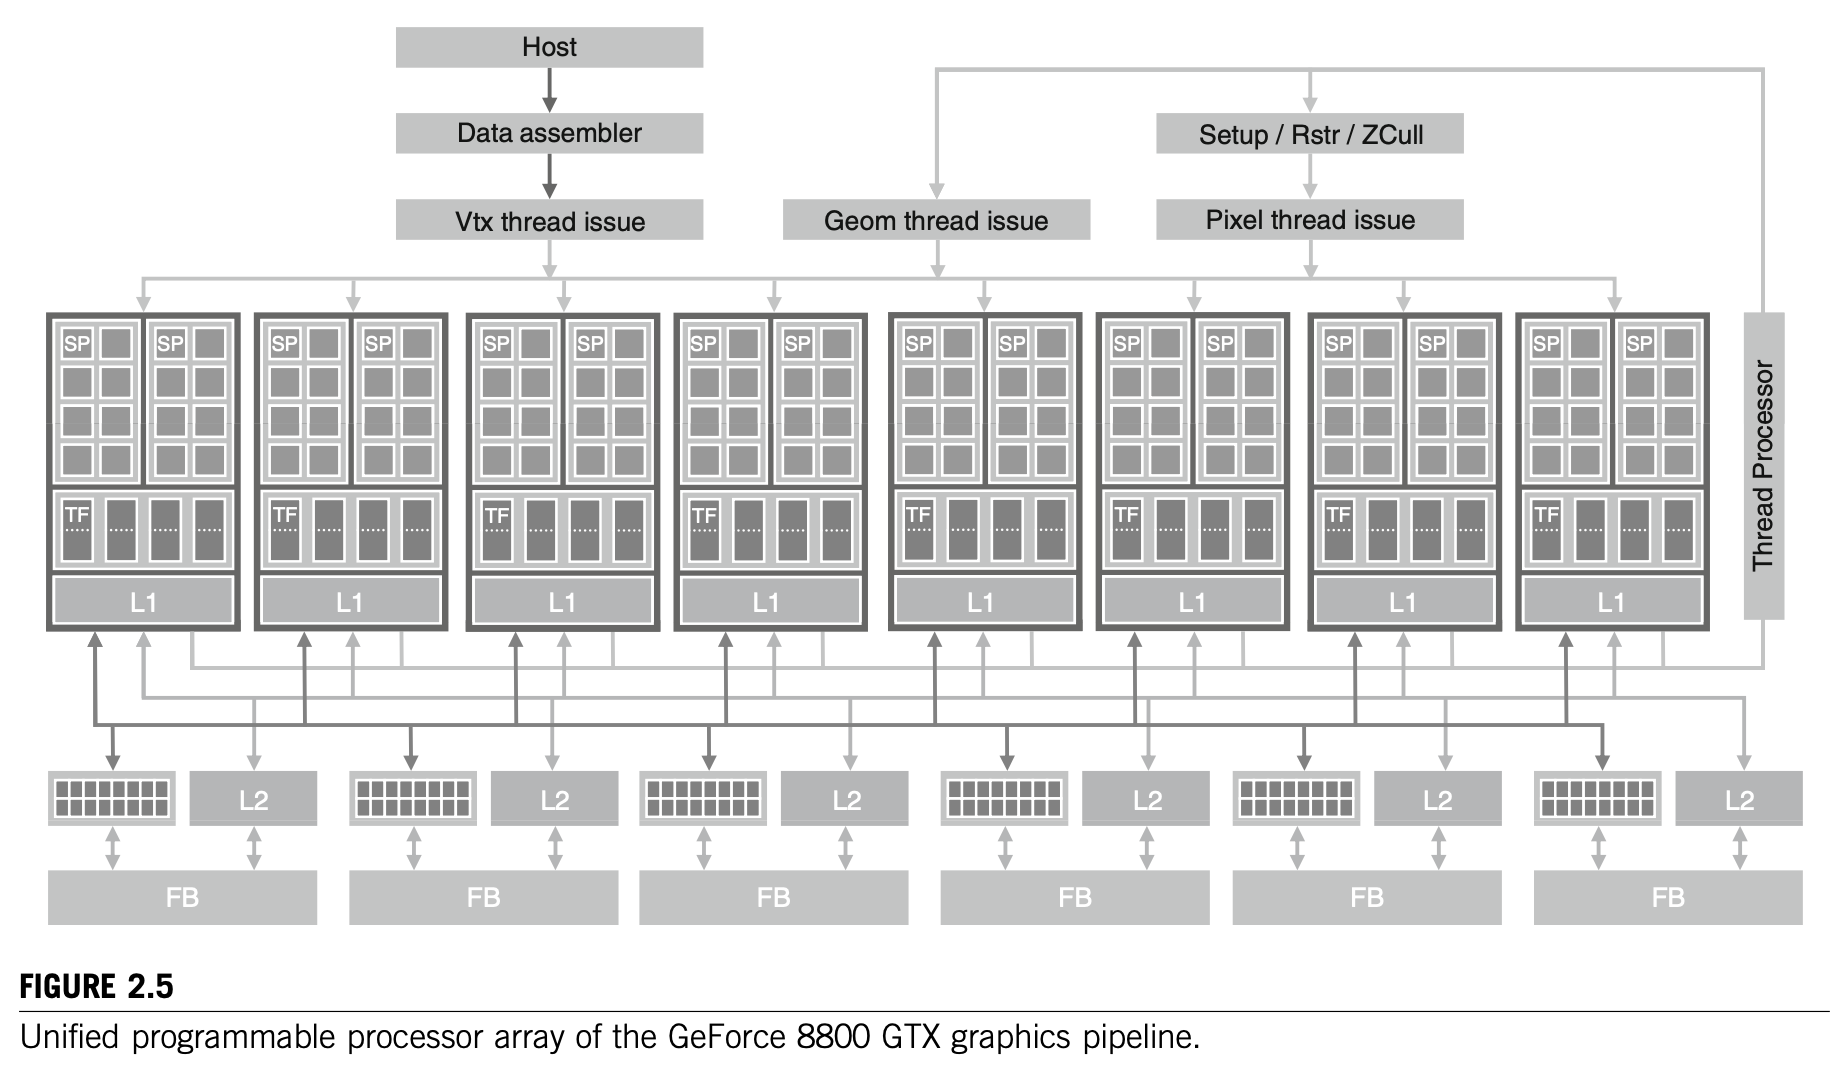 Host
Data assembler
Setup / Rstr / ZCull
Vtx thread issue
Geom thread issue
Pixel thread issue
SP SP SP SP SP SP SP SP SP SP SP SP SP SP SP SP
Thread Processor
TF TF TF TF TF TF TF TF
L1 L1 L1 L1 L1 L1 L1 L1
L2 L2 L2 L2 L2 L2
FB FB FB FB FB FB
FIGURE 2.5
Unified programmable processor array of the GeForce 8800 GTX graphics pipeline.